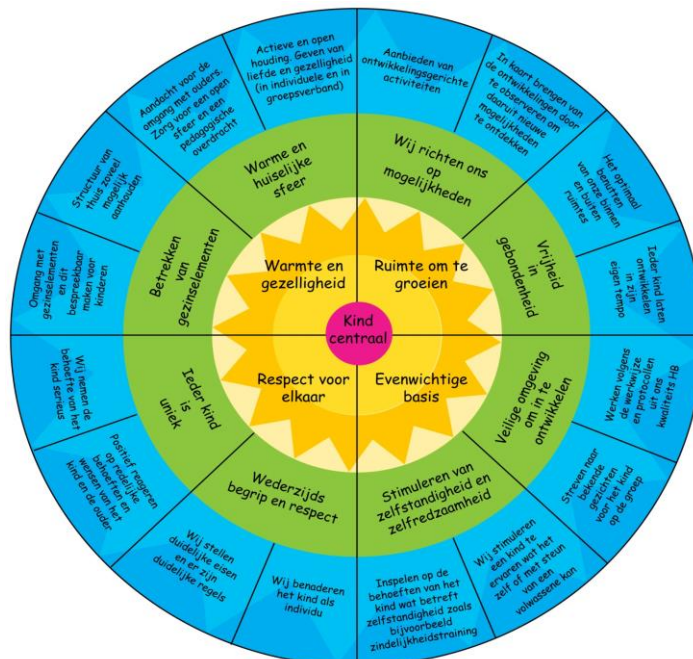 Kind
centraal
Warmte en
gezelligheid
Ruimte om te
groeien
Evenwichtige
basis
Respect voor
elkaar
Warme en
huiselijke
sfeer
Wij richten ons
op
mogelijkheden
Vrijheid
in
gebondenheid
Veilige omgeving
om in te
ontwikkelen
Stimuleren van
zelfstandigheid en
zelfredzaamheid
Wederzijds
begrip en respect
Ieder kind
is
uniek
Betrekken
van
gezinselementen
Actieve en open
houding. Geven van
liefde en gezelligheid
(in individuele en in
groepsverband)
Aanbieden van
ontwikkelingsgerichte
activiteiten
In kaart brengen van
de ontwikkelingen door
te observeren om
daaruit nieuwe
mogelijkheden
te ontdekken
Het optimaal
benutten
van onze binnen
en buiten
ruimtes
Ieder kind laten
ontwikkelen
in zijn
eigen tempo
Werken volgens
de werkwijze
en protocollen
uit ons
kwaliteits HB
Streven naar
bekende
gezichten
voor het kind
op de groep
Wij stimuleren
een kind te
ervaren wat het
zelf of met steun
van een
volwassene kan
Inspelen op de
behoeften van het
kind wat betreft
zelfstandigheid zoals
bijvoorbeeld
zindelijkheidstraining
Wij benaderen
het kind als
individu
Wij stellen
duidelijke eisen
en er zijn
duidelijke regels
Positief reageren
op redelijke
behoeften en
wensen van het
kind en de ouder
Wij nemen de
behoefte van het
kind serieus
Omgang met
gezinselementen
en dit
bespreekbaar
maken voor
kinderen
Structuur van
thuis zoveel
mogelijk
aanhouden
Aandacht voor de
omgang met ouders.
Zorg voor een open
sfeer en een
pedagogische
overdracht